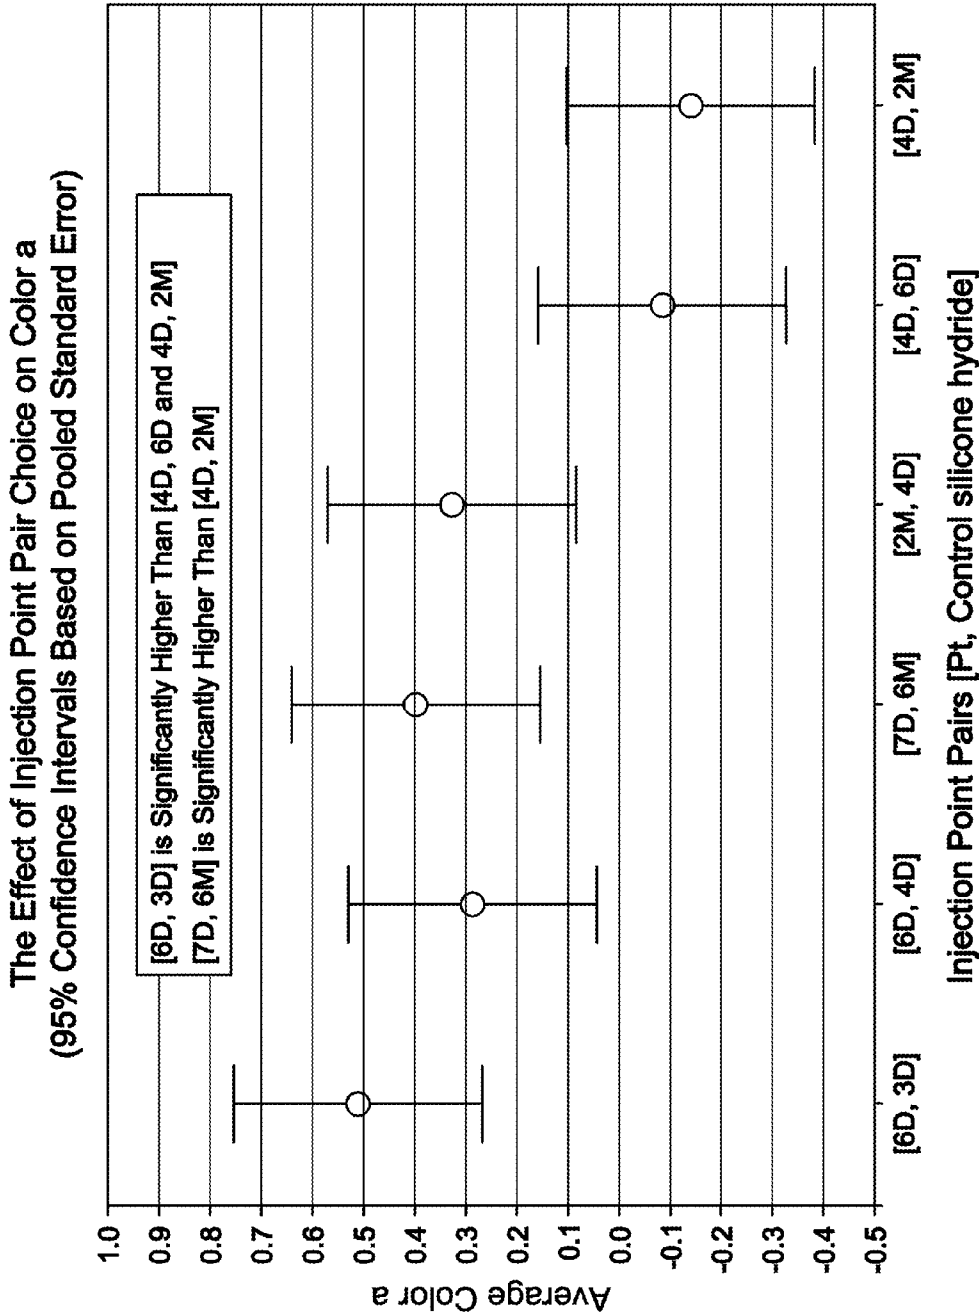 The Effect of Injection Point Pair Choice on Color a
(95% Confidence Intervals Based on Pooled Standard Error)
[6D, 3D] is Significantly Higher Than [4D, 6D and 4D, 2M]
[7D, 6M] is Significantly Higher Than [4D, 2M]
Average Color a
1.0
0.9
0.8
0.7
0.6
0.5
0.4
0.3
0.2
0.1
0.0
-0.1
-0.2
-0.3
-0.4
-0.5
[6D, 3D]
[6D, 4D]
[7D, 6M]
[2M, 4D]
[4D, 6D]
[4D, 2M]
Injection Point Pairs [Pt, Control silicone hydride]